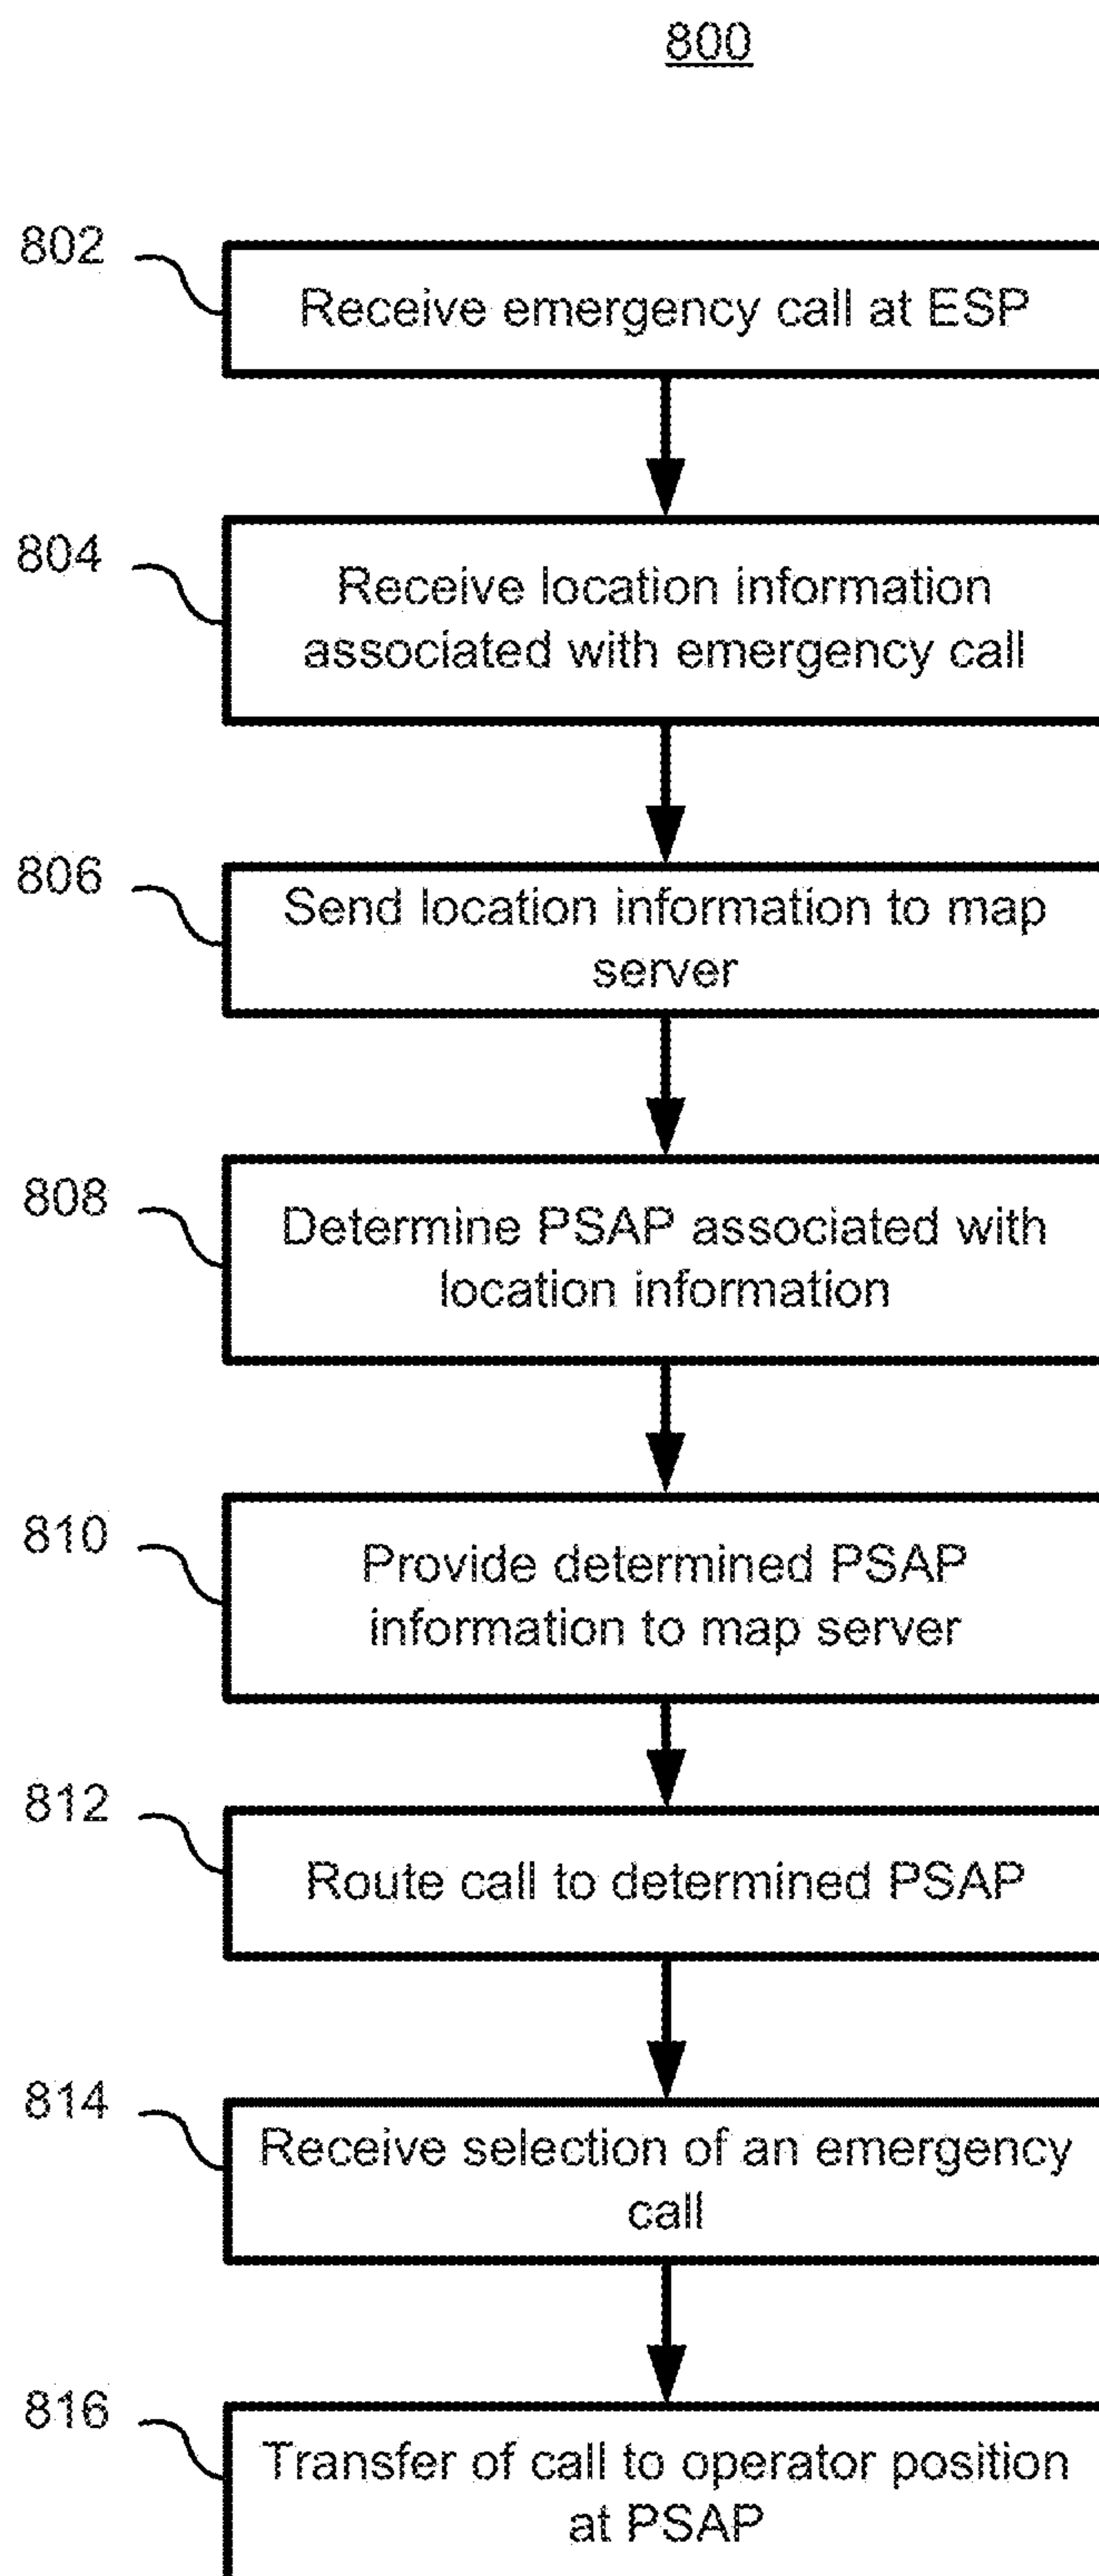 800
802
Receive emergency call at ESP
804
Receive location information
associated with emergency call
806
Send location information to map
server
808
Determine PSAP associated with
location information
810
Provide determined PSAP
information to map server
812
Route call to determined PSAP
814
Receive selection of an emergency
call
816
Transfer of call to operator position
at PSAP